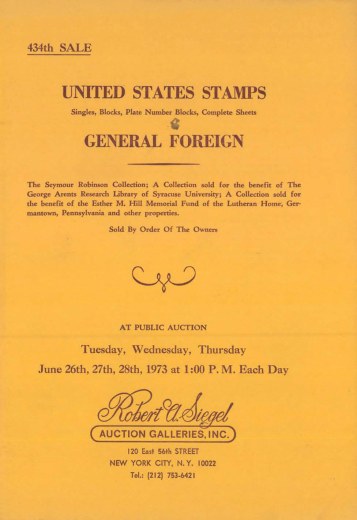 434th SALE
UNITED STATES STAMPS
Singles, Blocks, Plate Number Blocks, Complete Sheets
&
GENERAL FOREIGN
The Seymour Robinson Collection; A Collection sold for the benefit of The
George Arents Research Library of Syracuse University; A Collection sold for
the benefit of the Esther M. Hill Memorial Fund of the Lutheran Home, Ger-
mantown, Pennsylvania and other properties.
Sold By Order Of The Owners
AT PUBLIC AUCTION
Tuesday, Wednesday, Thursday
June 26th, 27th, 28th, 1973 at 1:00 P. M. Each Day
Robert A. Siegel
AUCTION GALLERIES, INC.
120 East 56th STREET
NEW YORK CITY, N. Y. 10022
Tel.: (212) 753-6421